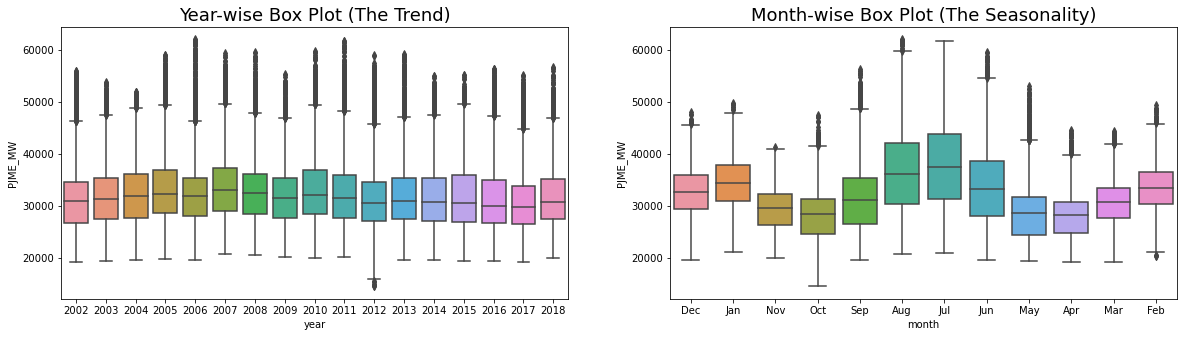 Year-wise Box Plot (The Trend)
PJME_MW
60000
50000
40000
30000
20000
2002 2003 2004 2005 2006 2007 2008 2009 2010 2011 2012 2013 2014 2015 2016 2017 2018
year
Month-wise Box Plot (The Seasonality)
PJME_MW
60000
50000
40000
30000
20000
Dec Jan Nov Oct Sep Aug Jul Jun May Apr Mar Feb
month